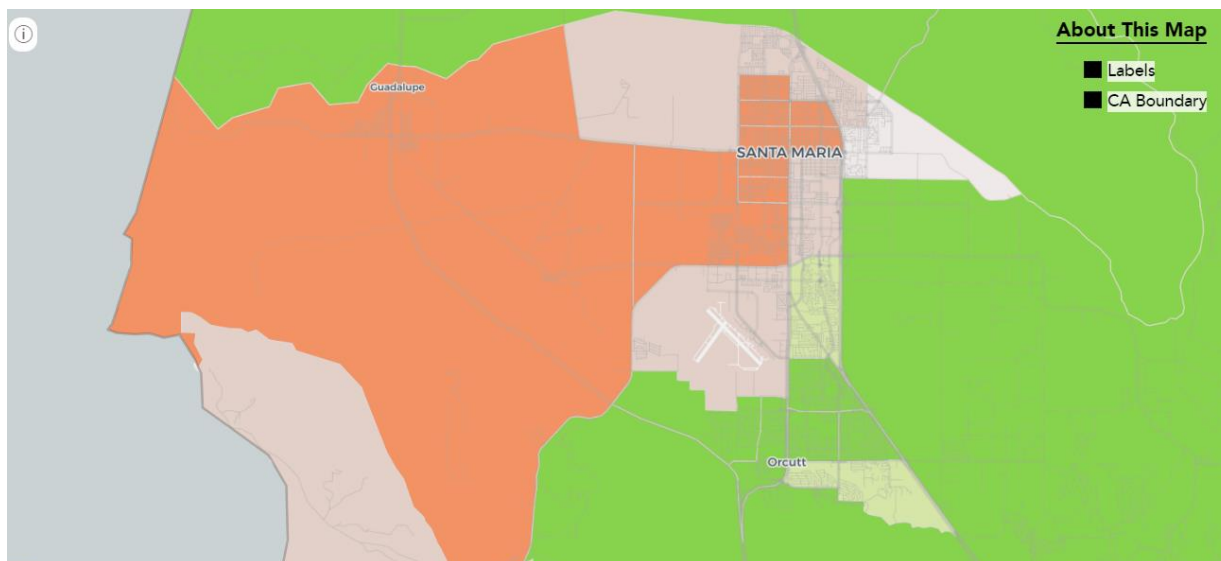 ⓘ
About This Map
Labels
CA Boundary
Guadalupe
SANTA MARIA
Orcutt